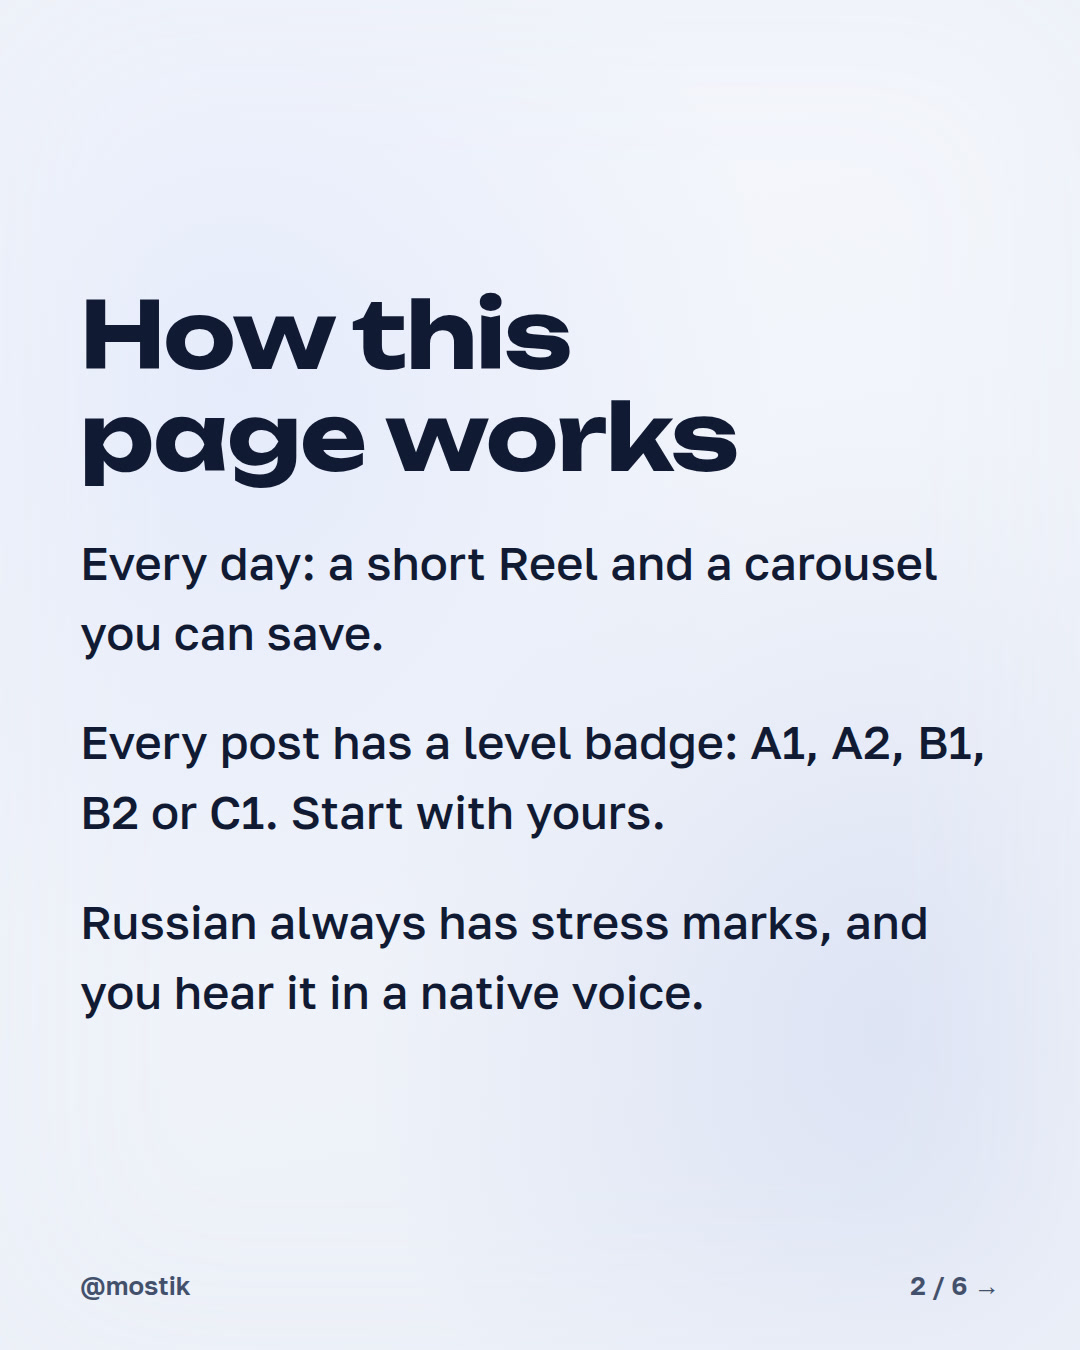 How this
page works
Every day: a short Reel and a carousel
you can save.
Every post has a level badge: A1, A2, B1,
B2 or C1. Start with yours.
Russian always has stress marks, and
you hear it in a native voice.
@mostik
2 / 6 →